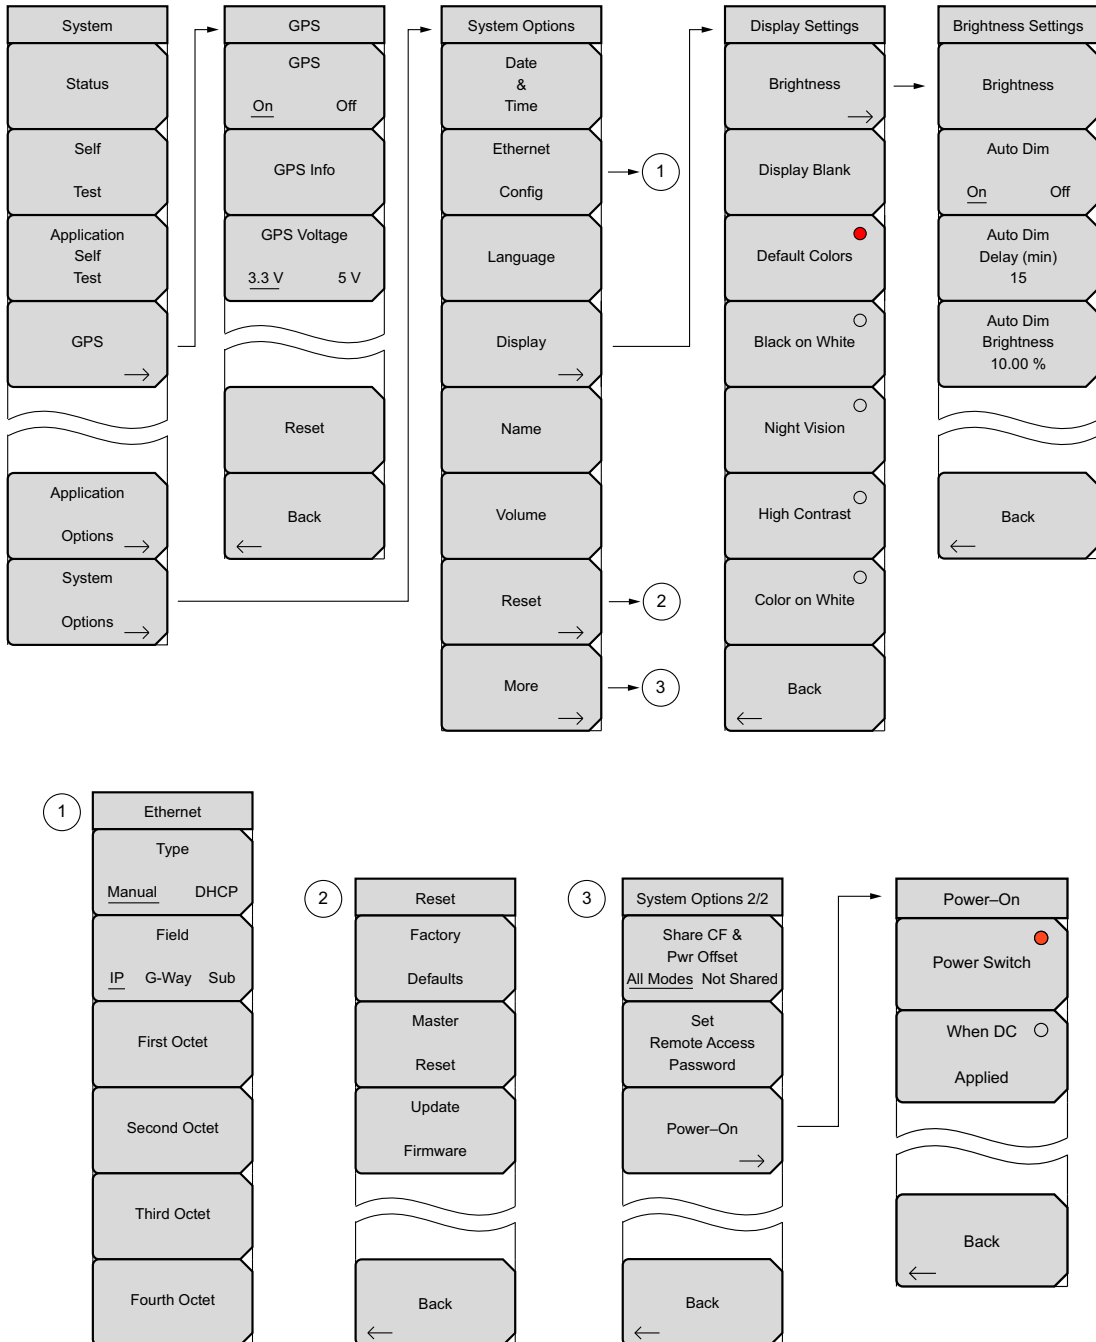 System
Status
Self
Test
Application
Self
Test
GPS
Application
Options
System
Options
GPS
GPS
On Off
GPS Info
GPS Voltage
3.3 V 5 V
Reset
Back
System Options
Date
&
Time
Ethernet
Config
Language
Display
Name
Volume
Reset
More
1
2
3
Display Settings
Brightness
Display Blank
Default Colors
Black on White
Night Vision
High Contrast
Color on White
Back
Brightness Settings
Brightness
Auto Dim
On Off
Auto Dim
Delay (min)
15
Auto Dim
Brightness
10.00 %
Back
1
Ethernet
Type
Manual DHCP
Field
IP G-Way Sub
First Octet
Second Octet
Third Octet
Fourth Octet
2
Reset
Factory
Defaults
Master
Reset
Update
Firmware
Back
3
System Options 2/2
Share CF &
Pwr Offset
All Modes Not Shared
Set
Remote Access
Password
Power–On
Back
Power–On
Power Switch
When DC
Applied
Back